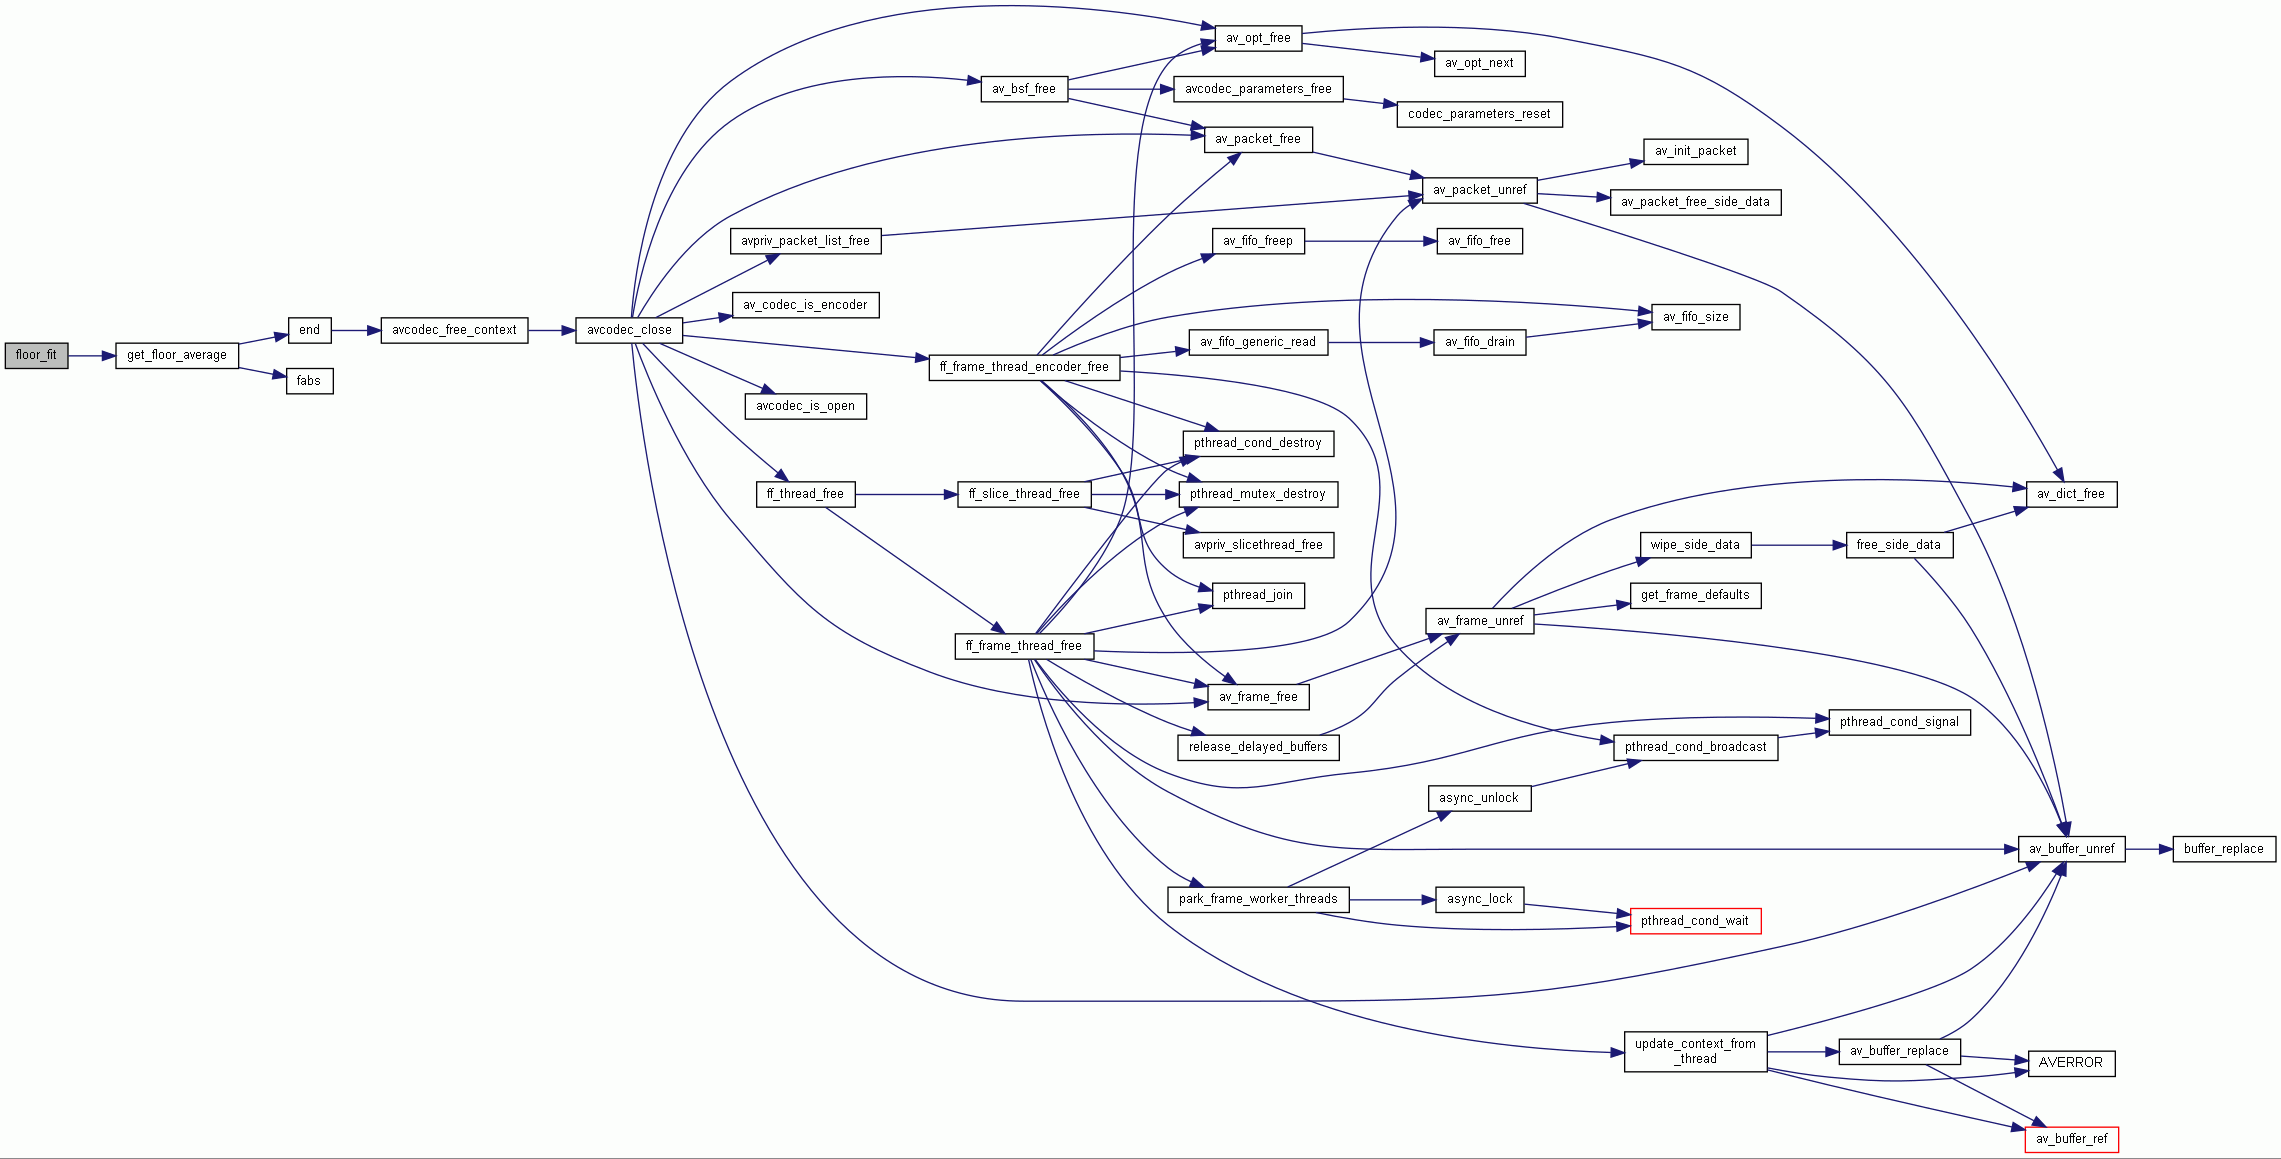 floor_fit
get_floor_average
end
fabs
avcodec_free_context
avcodec_close
av_opt_free
av_opt_next
av_bsf_free
avcodec_parameters_free
codec_parameters_reset
av_packet_free
av_init_packet
av_packet_unref
av_packet_free_side_data
avpriv_packet_list_free
av_fifo_freep
av_fifo_free
av_codec_is_encoder
av_fifo_size
ff_frame_thread_encoder_free
av_fifo_generic_read
av_fifo_drain
avcodec_is_open
pthread_cond_destroy
ff_thread_free
ff_slice_thread_free
pthread_mutex_destroy
av_dict_free
avpriv_slicethread_free
wipe_side_data
free_side_data
pthread_join
get_frame_defaults
av_frame_unref
ff_frame_thread_free
av_frame_free
pthread_cond_signal
release_delayed_buffers
pthread_cond_broadcast
async_unlock
av_buffer_unref
buffer_replace
park_frame_worker_threads
async_lock
pthread_cond_wait
update_context_from
_thread
av_buffer_replace
AVERROR
av_buffer_ref